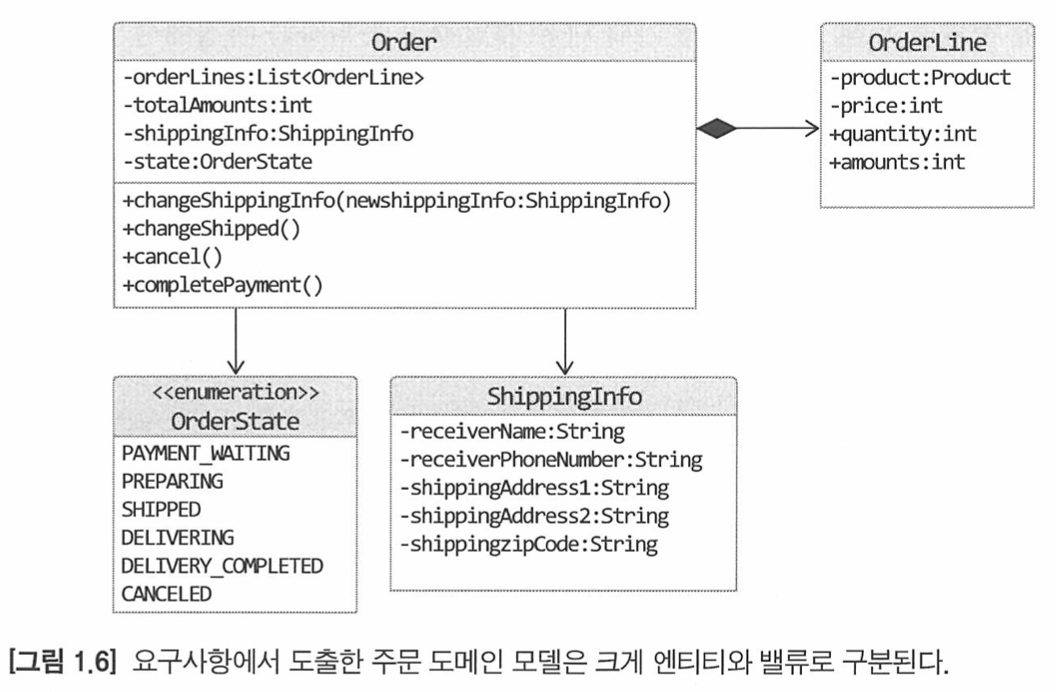 Order
-orderLines:List<OrderLine>
-totalAmounts:int
-shippingInfo:ShippingInfo
-state:OrderState
+changeShippingInfo(newshippingInfo:ShippingInfo)
+changeShipped()
+cancel()
+completePayment()
OrderLine
-product:Product
-price:int
+quantity:int
+amounts:int
<<enumeration>>
OrderState
PAYMENT_WAITING
PREPARING
SHIPPED
DELIVERING
DELIVERY_COMPLETED
CANCELED
ShippingInfo
-receiverName:String
-receiverPhoneNumber:String
-shippingAddress1:String
-shippingAddress2:String
-shippingzipCode:String
[그림 1.6] 요구사항에서 도출한 주문 도메인 모델은 크게 엔티티와 밸류로 구분된다.